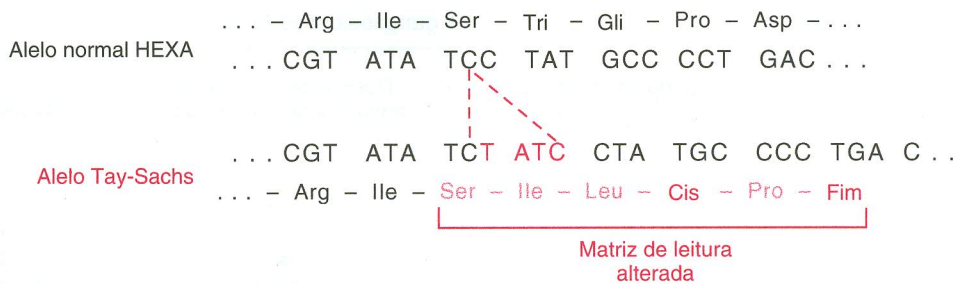 . . . – Arg – Ile – Ser – Tri – Gli – Pro – Asp – . . .
Alelo normal HEXA
. . . CGT ATA TCC TAT GCC CCT GAC . . .
. . . CGT ATA TCT ATC CTA TGC CCC TGA C . .
Alelo Tay-Sachs
. . . – Arg – Ile – Ser – Ile – Leu – Cis – Pro – Fim
Matriz de leitura
alterada